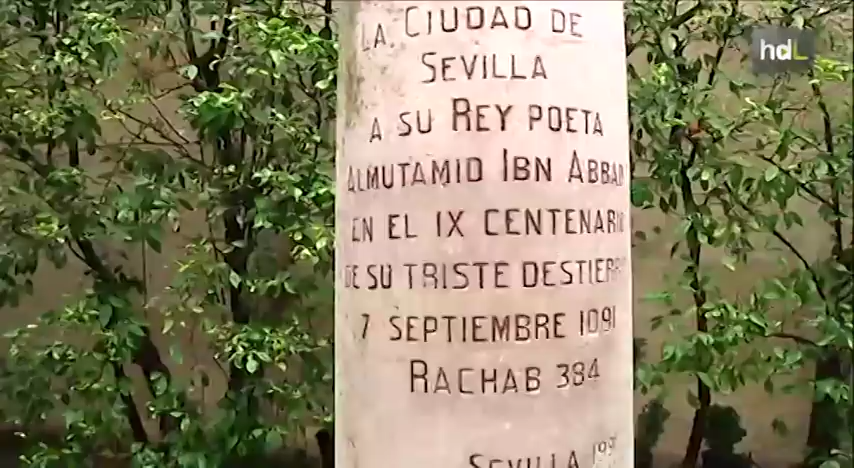 LA CIUDAD DE
SEVILLA
A SU REY POETA
ALMUTAMID IBN ABBAD
EN EL IX CENTENARIO
DE SU TRISTE DESTIERRO
7 SEPTIEMBRE 1091
RACHAB 384
SEVILLA
hdL